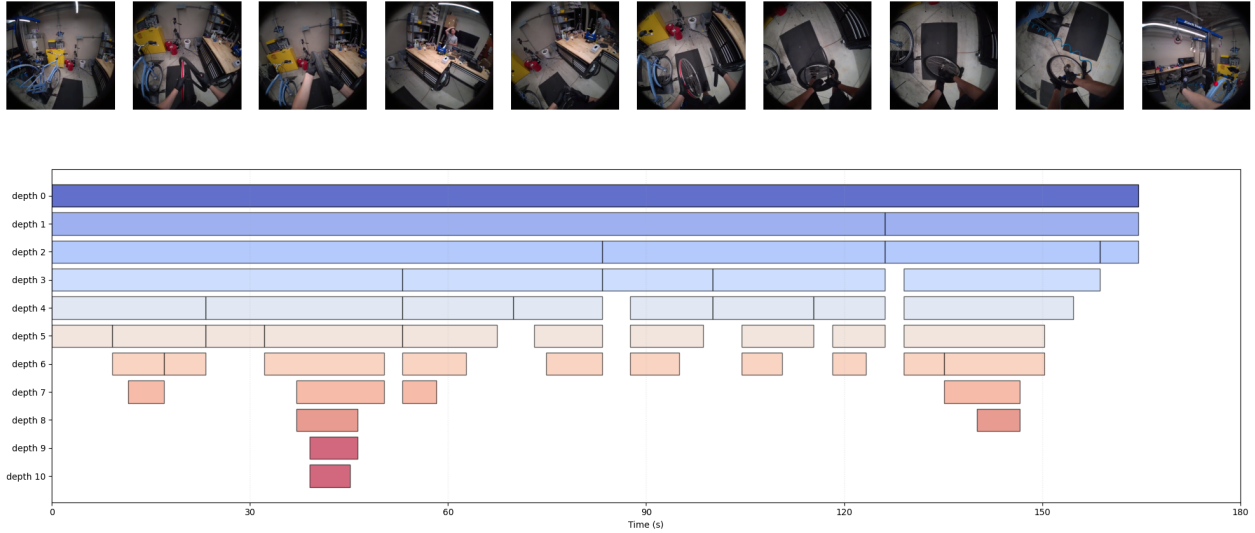 depth 0
depth 1
depth 2
depth 3
depth 4
depth 5
depth 6
depth 7
depth 8
depth 9
depth 10
0 30 60 90 120 150 180
Time (s)